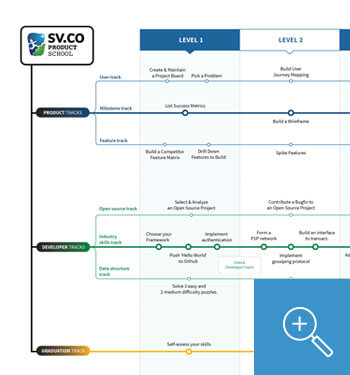 SV.CO
PRODUCT
SCHOOL
LEVEL 1
LEVEL 2
User track
Create & Maintain
a Project Board
Pick a Problem
Build User
Journey Mapping
PRODUCT TRACKS
Milestone track
List Success Metrics
Build a Wireframe
Feature track
Build a Competitor
Feature Matrix
Drill Down
Features to Build
Spike Features
Open source track
Select & Analyze
an Open Source Project
Contribute a Bugfix to
an Open Source Project
DEVELOPER TRACKS
Industry
skills track
Choose your
Framework
Implement
authentication
Form a
P2P network
Build an interface
to transact.
Push 'Hello World'
to Github
Implement
gossiping protocol
Data structure
track
Solve 3 easy and
2 medium difficulty puzzles.
GRADUATION TRACK
Self-assess your skills